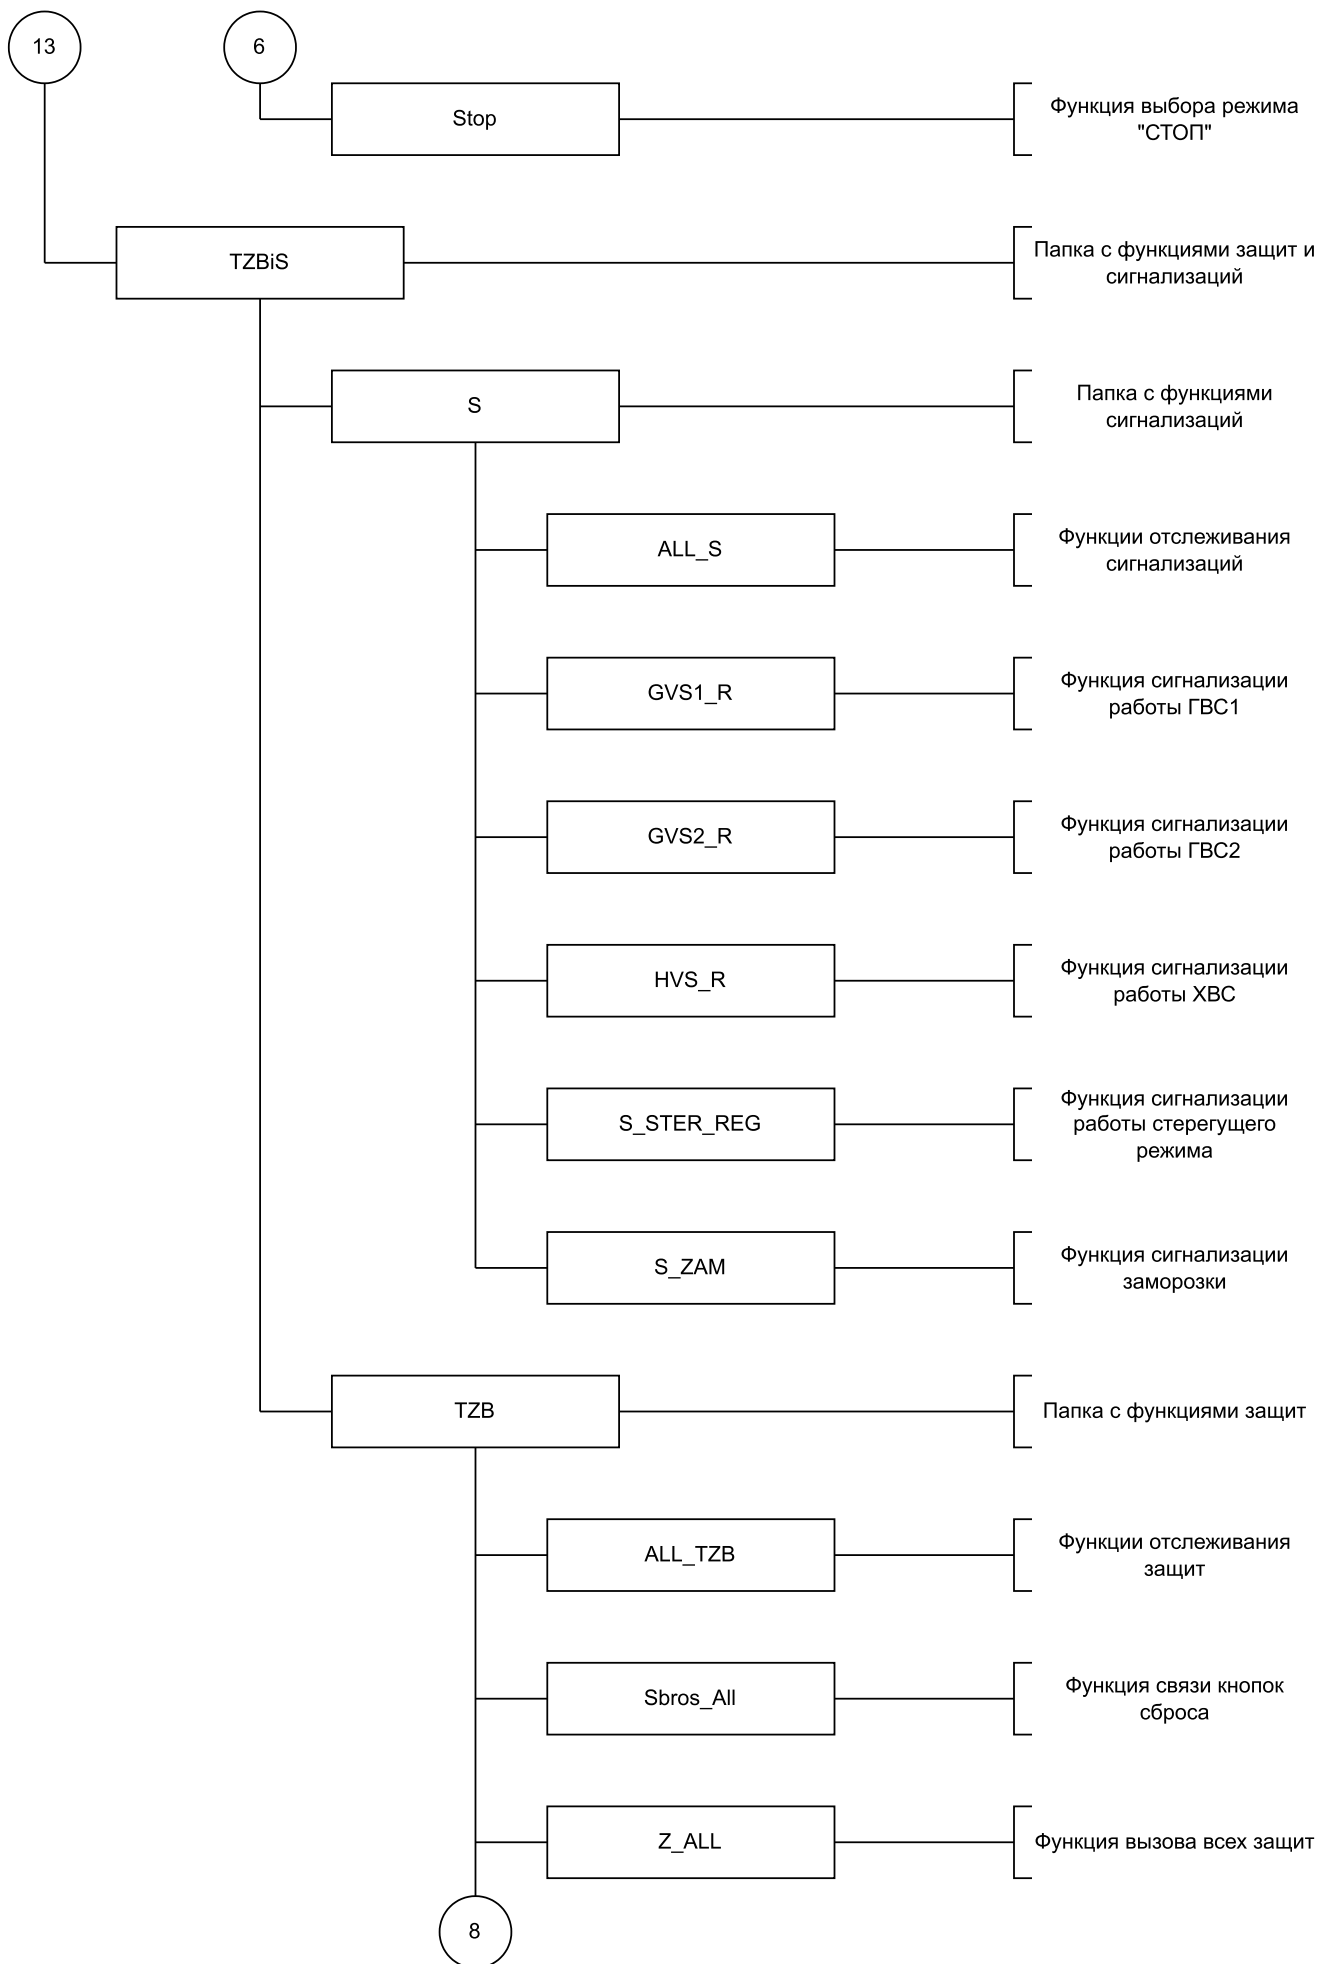 13
6
Stop
Функция выбора режима
"СТОП"
TZBiS
Папка с функциями защит и
сигнализаций
S
Папка с функциями
сигнализаций
ALL_S
Функции отслеживания
сигнализаций
GVS1_R
Функция сигнализации
работы ГВС1
GVS2_R
Функция сигнализации
работы ГВС2
HVS_R
Функция сигнализации
работы ХВС
S_STER_REG
Функция сигнализации
работы стерегущего
режима
S_ZAM
Функция сигнализации
заморозки
TZB
Папка с функциями защит
ALL_TZB
Функции отслеживания
защит
Sbros_All
Функция связи кнопок
сброса
Z_ALL
Функция вызова всех защит
8